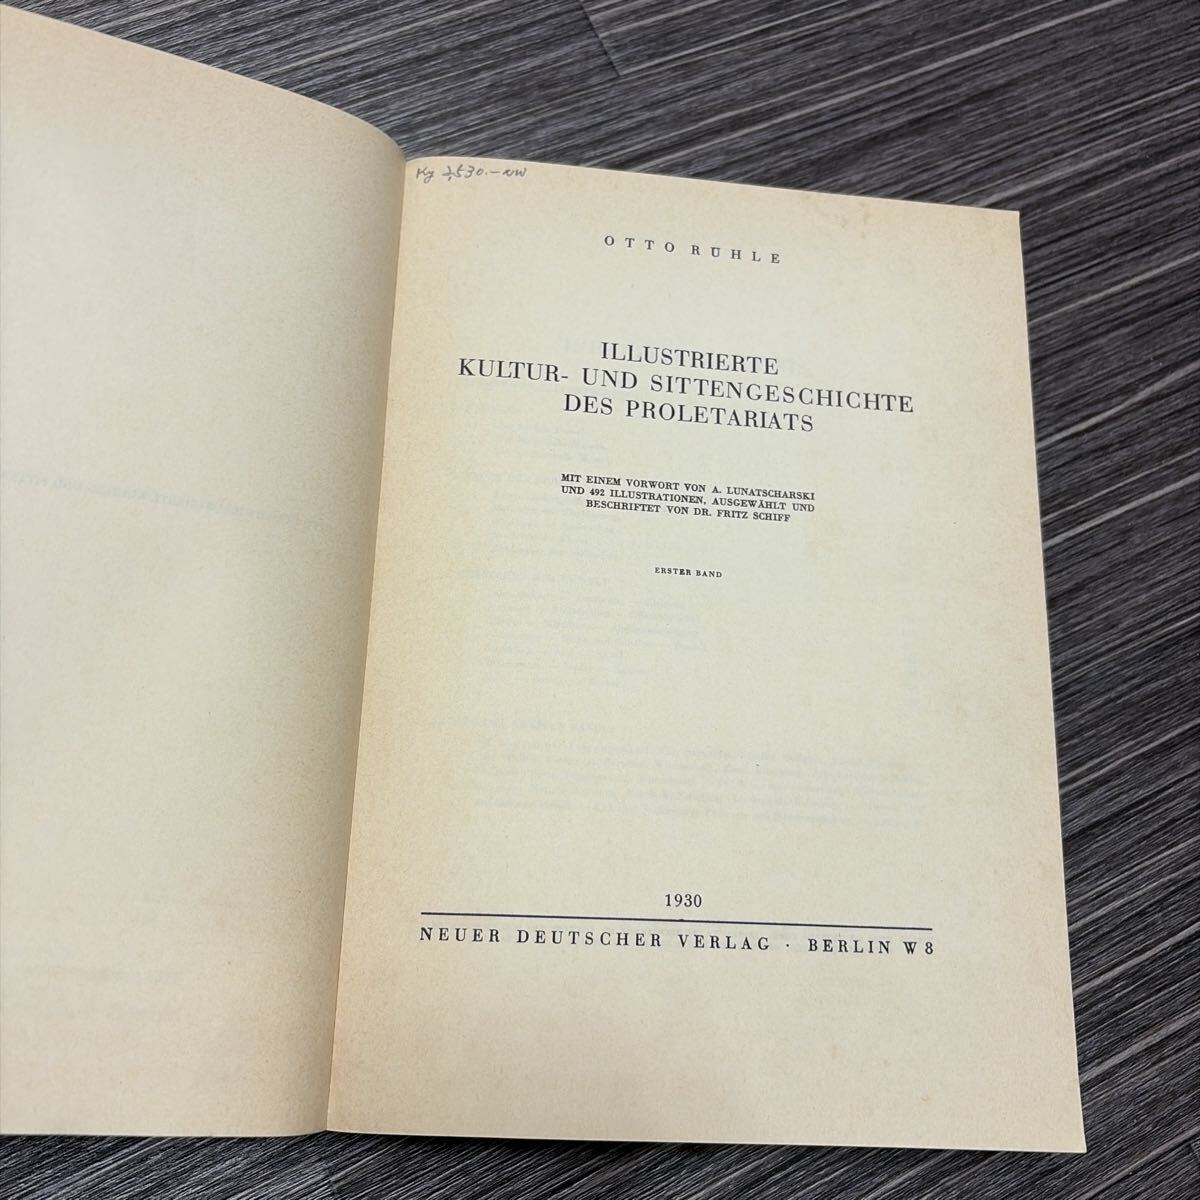 OTTO RÜHLE
ILLUSTRIERTE
KULTUR- UND SITTENGESCHICHTE
DES PROLETARIATS
MIT EINEM VORWORT VON A. LUNATSCHARSKI
UND 492 ILLUSTRATIONEN, AUSGEWÄHLT UND
BESCHRIFTET VON DR. FRITZ SCHIFF
ERSTER BAND
1930
NEUER DEUTSCHER VERLAG · BERLIN W 8